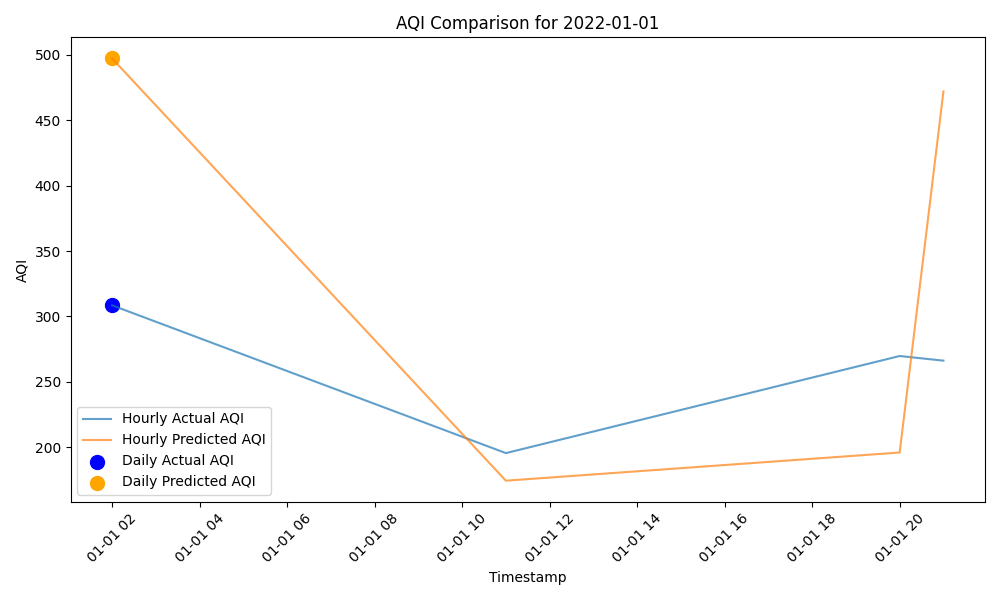 AQI Comparison for 2022-01-01
AQI
500
450
400
350
300
250
200
Hourly Actual AQI
Hourly Predicted AQI
Daily Actual AQI
Daily Predicted AQI
01-01 02
01-01 04
01-01 06
01-01 08
01-01 10
01-01 12
01-01 14
01-01 16
01-01 18
01-01 20
Timestamp